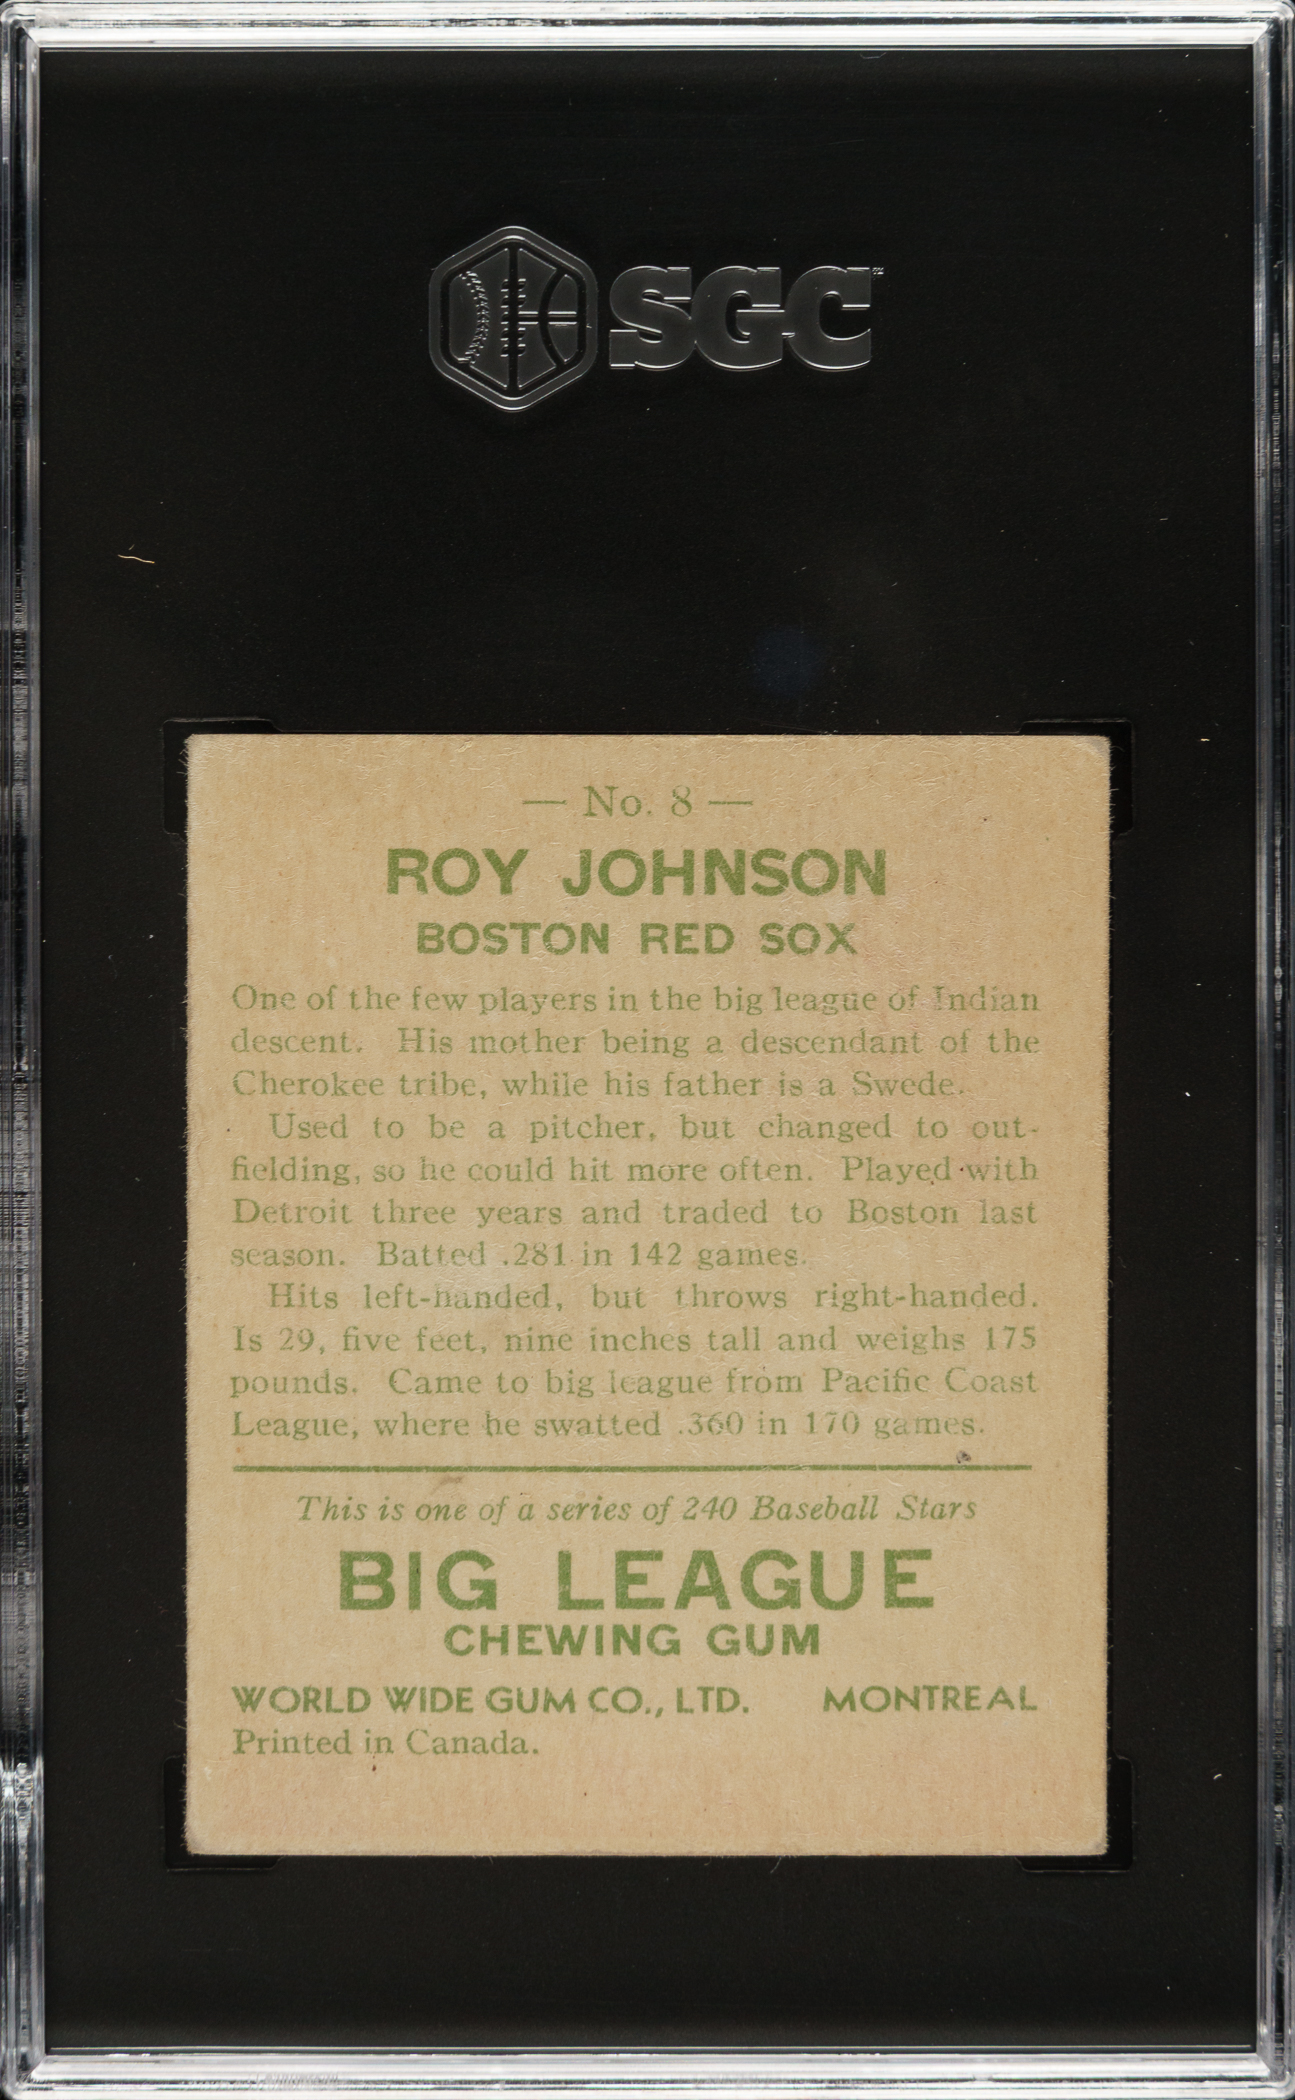 SGC™
— No. 8 —
ROY JOHNSON
BOSTON RED SOX
One of the few players in the big league of Indian
descent. His mother being a descendant of the
Cherokee tribe, while his father is a Swede.
Used to be a pitcher, but changed to out-
fielding, so he could hit more often. Played with
Detroit three years and traded to Boston last
season. Batted .281 in 142 games.
Hits left-handed, but throws right-handed.
Is 29, five feet, nine inches tall and weighs 175
pounds. Came to big league from Pacific Coast
League, where he swatted .360 in 170 games.
This is one of a series of 240 Baseball Stars
BIG LEAGUE
CHEWING GUM
WORLD WIDE GUM CO., LTD. MONTREAL
Printed in Canada.